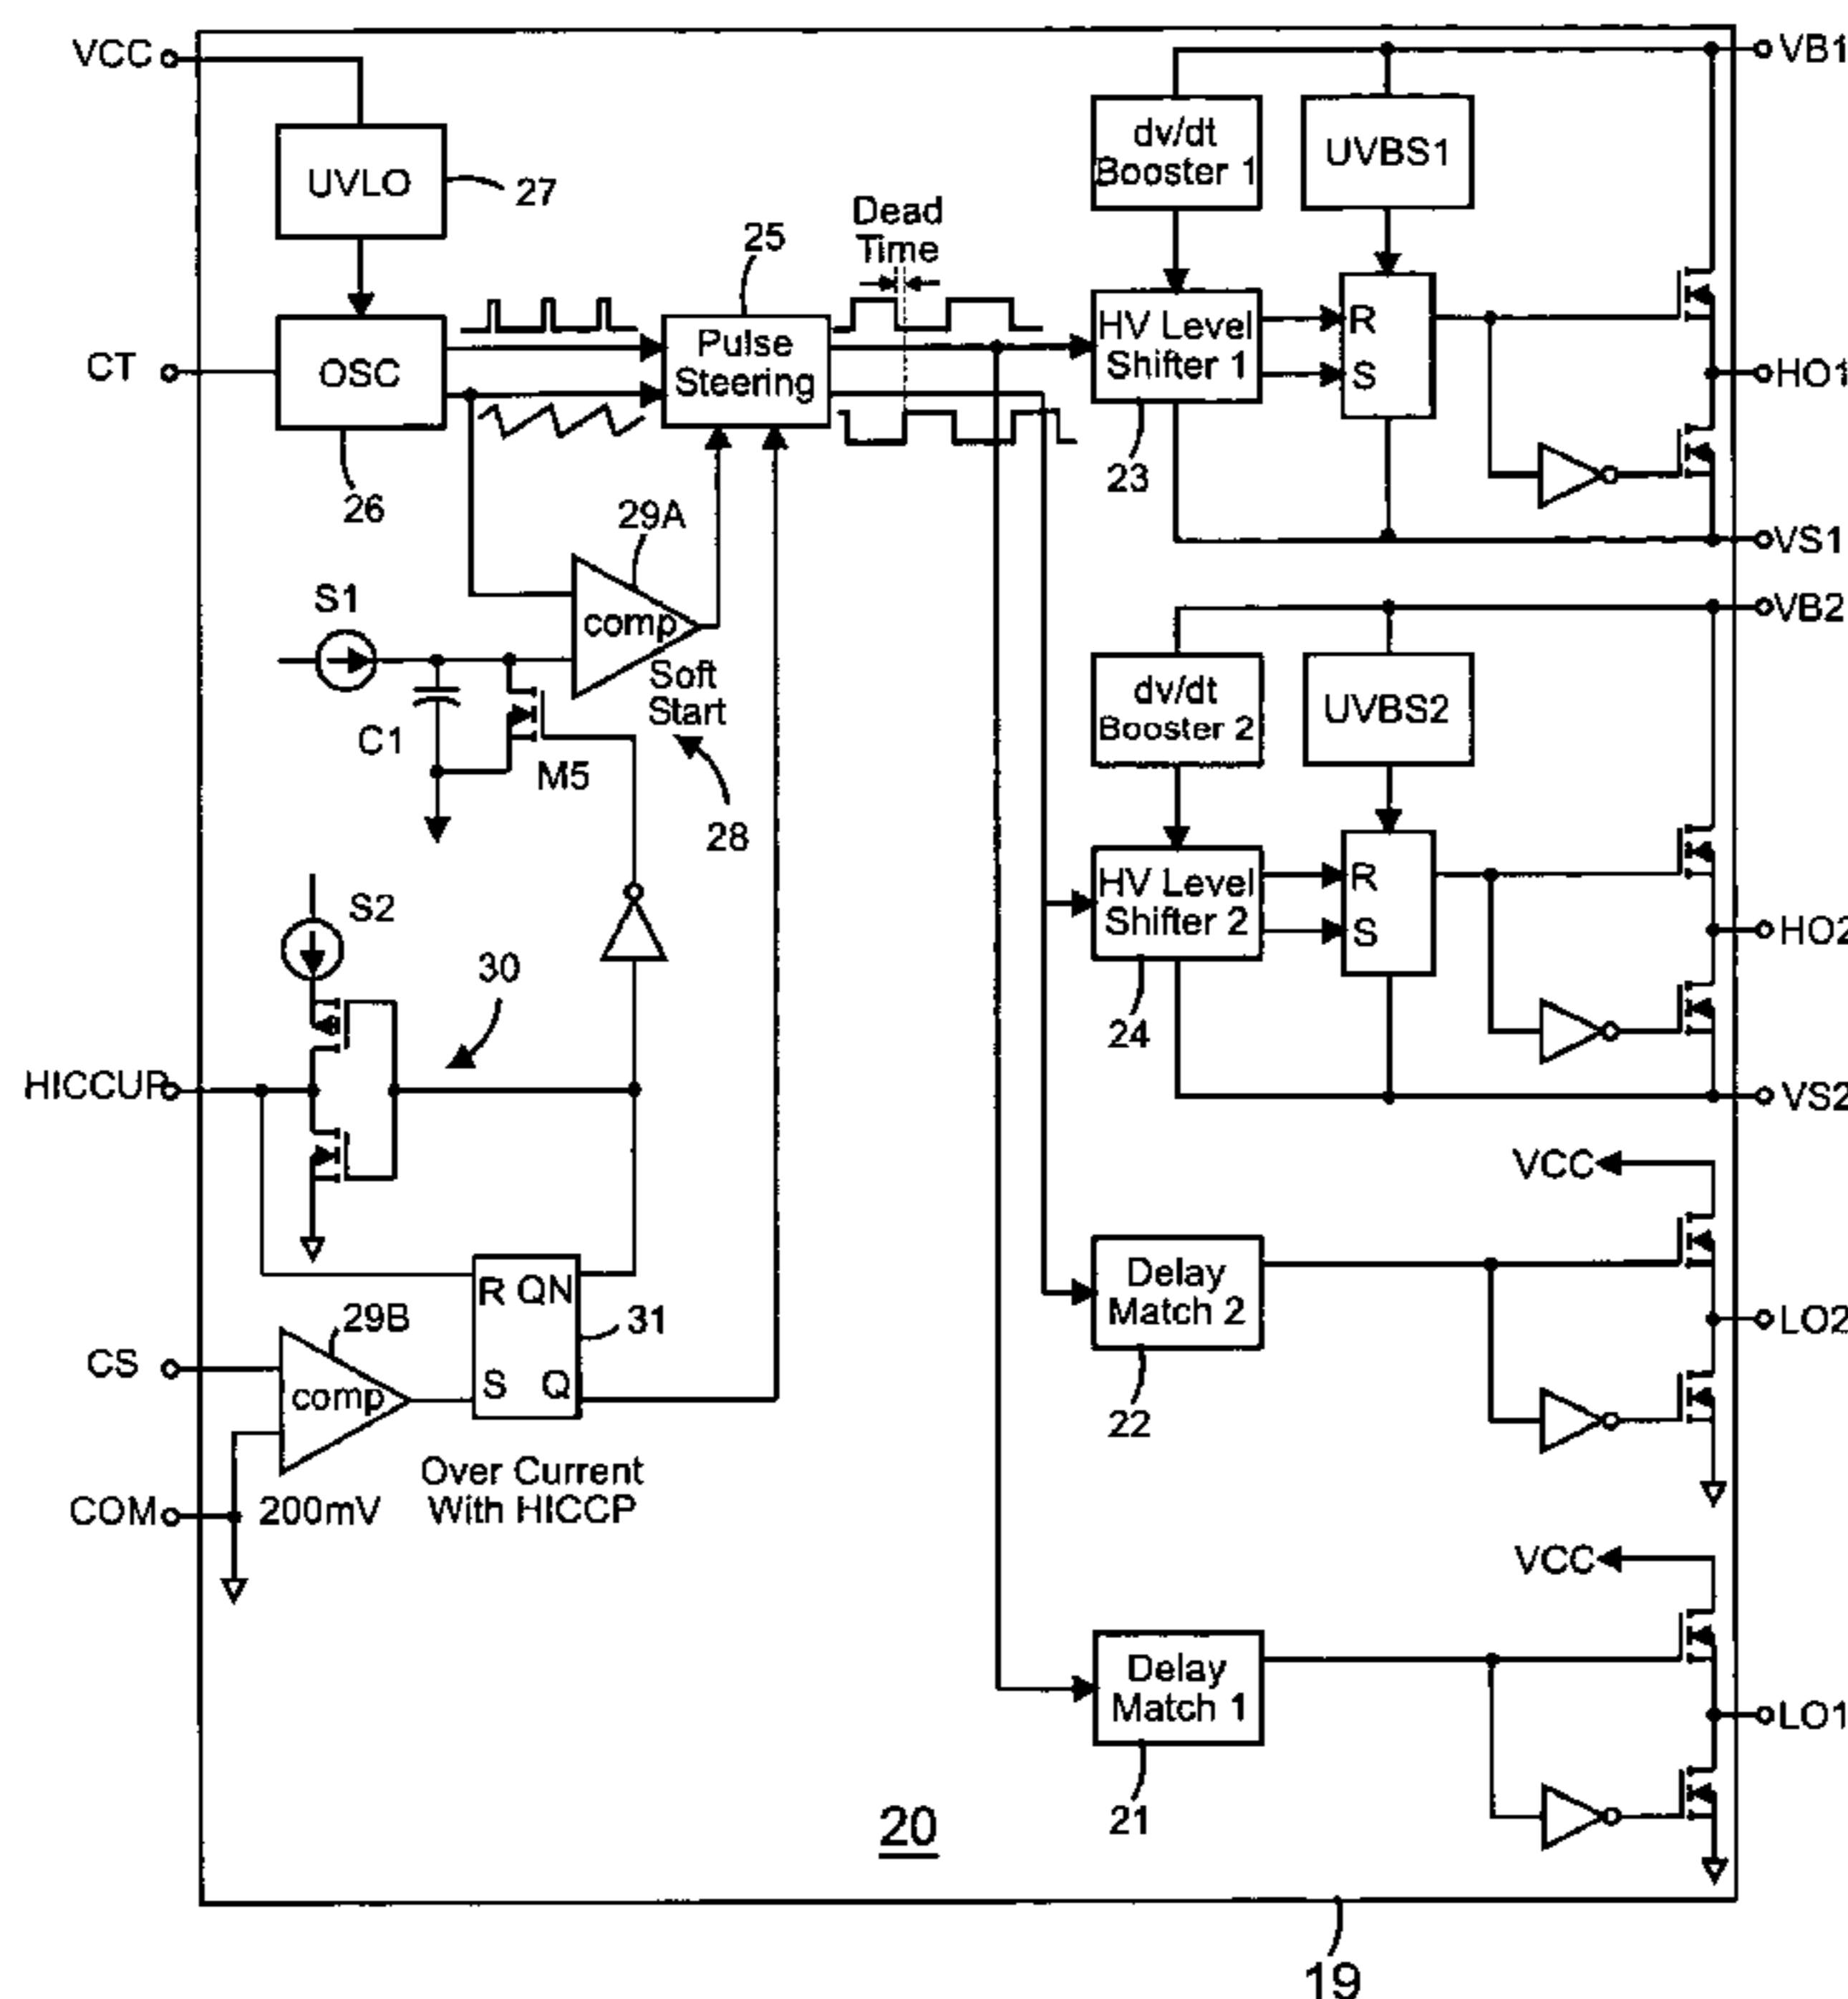 VCC
VB1
dv/dt
Booster 1
UVBS1
UVLO
27
Dead
Time
25
OSC
Pulse
Steering
HV Level
Shifter 1
R
S
CT
HO1
26
23
29A
VS1
S1
comp
VB2
Soft
Start
dv/dt
Booster 2
UVBS2
C1
M5
28
S2
HV Level
Shifter 2
R
S
HO2
30
24
HICCUP
VS2
VCC
R QN
Delay
Match 2
29B
31
LO2
CS
comp
S Q
22
Over Current
With HICCP
COM
200mV
VCC
Delay
Match 1
LO1
20
21
19